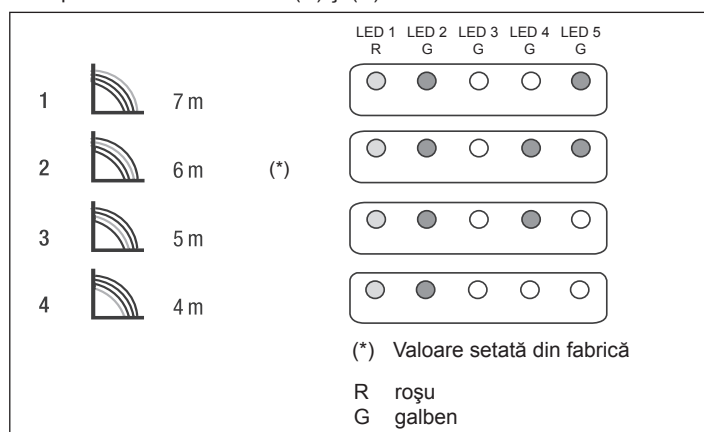 LED 1 LED 2 LED 3 LED 4 LED 5
R G G G G
1 7 m
2 6 m (*)
3 5 m
4 4 m
(*) Valoare setată din fabrică
R roşu
G galben